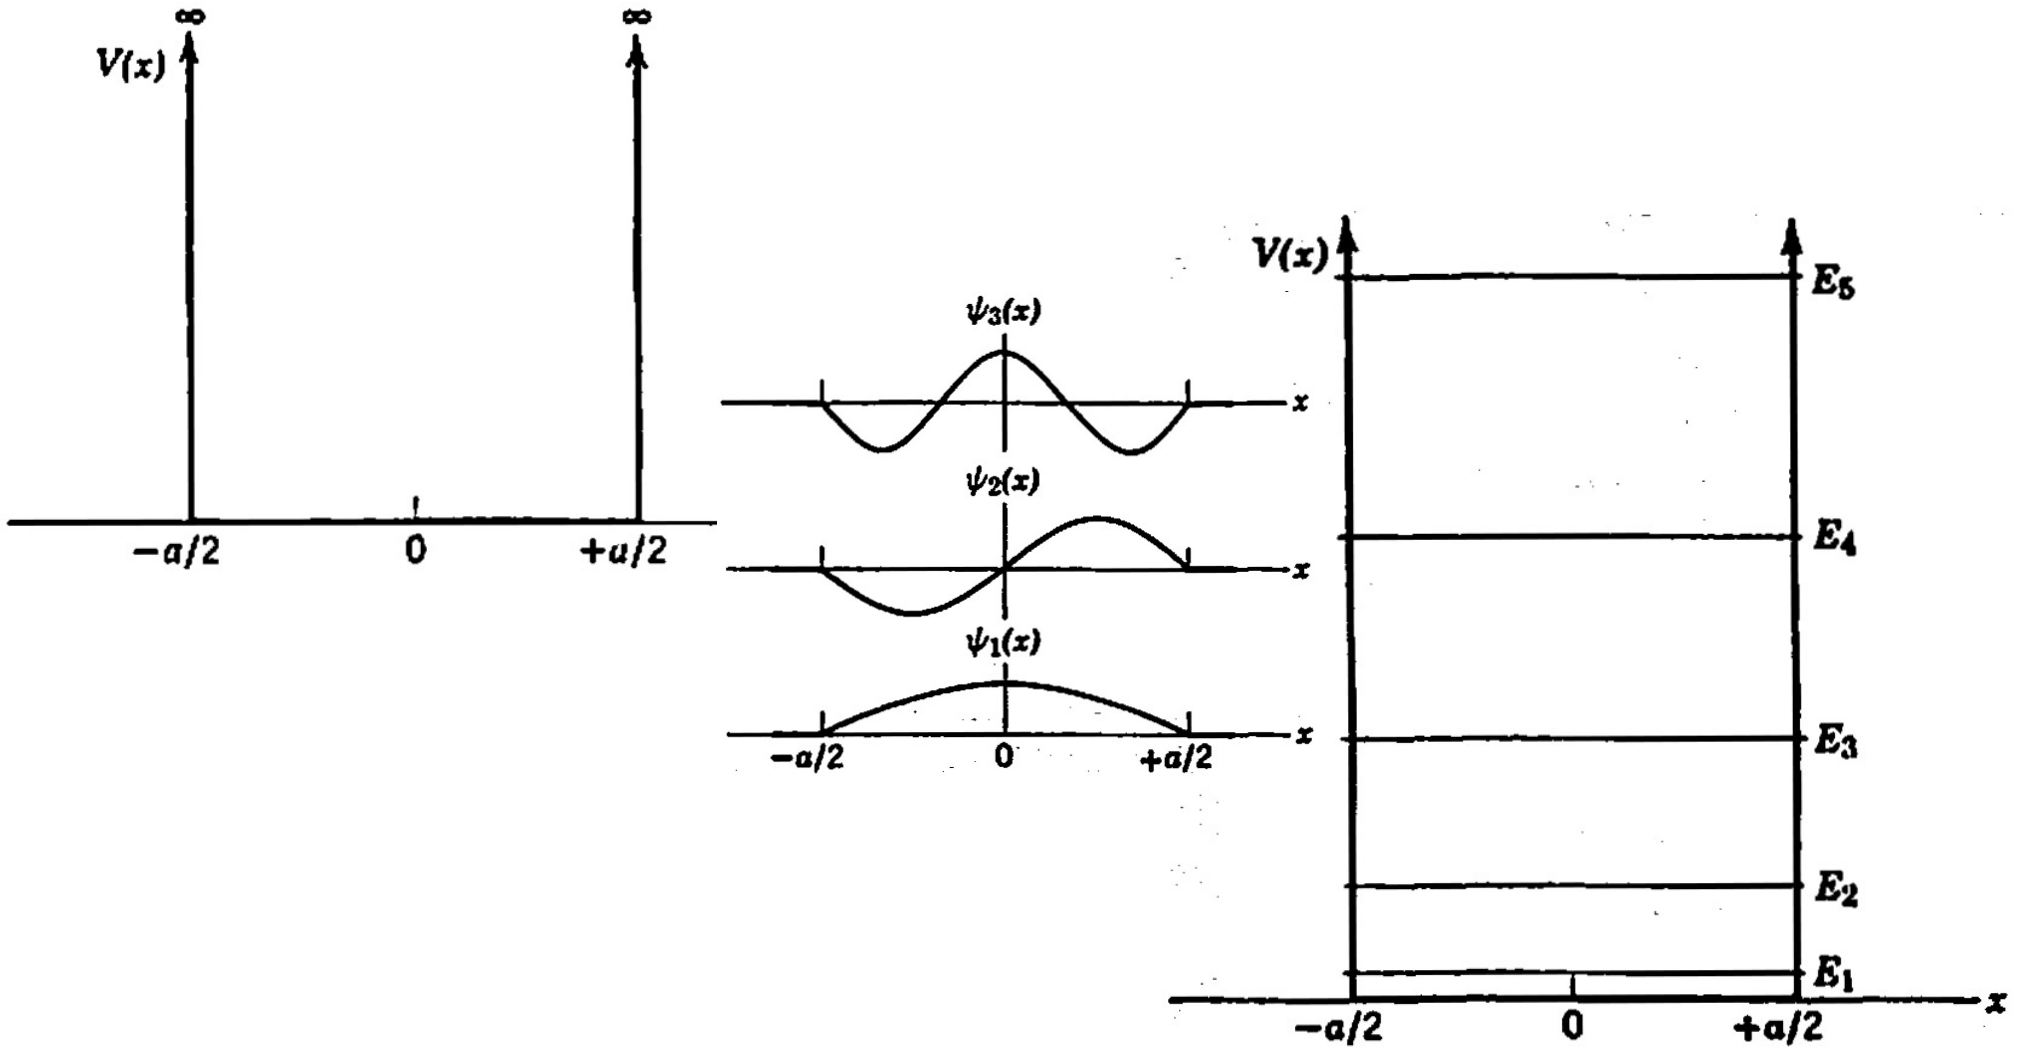 ∞ ∞
V(x)
−a/2 0 +a/2
ψ₃(x)
x
ψ₂(x)
x
ψ₁(x)
x
−a/2 0 +a/2
V(x)
E₅
E₄
E₃
E₂
E₁
x
−a/2 0 +a/2